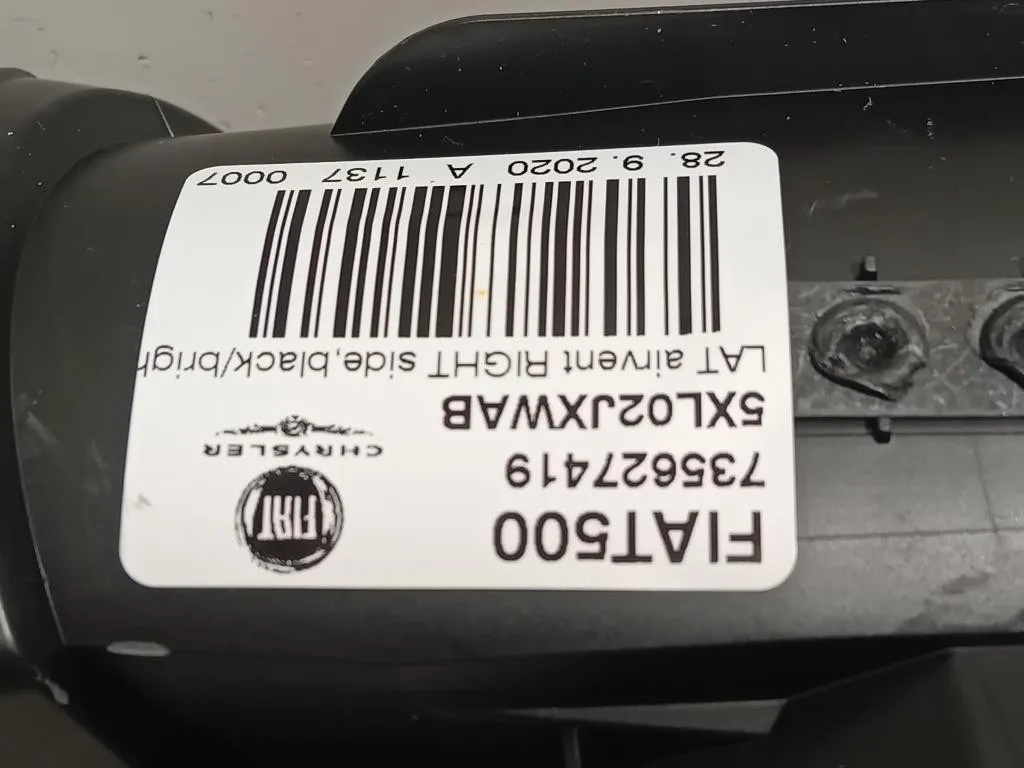 FIAT500
FIAT
735627419
CHRYSLER
5XL02JXWAB
LAT airvent RIGHT side,black/brigh
28. 9. 2020 A 1137 0007